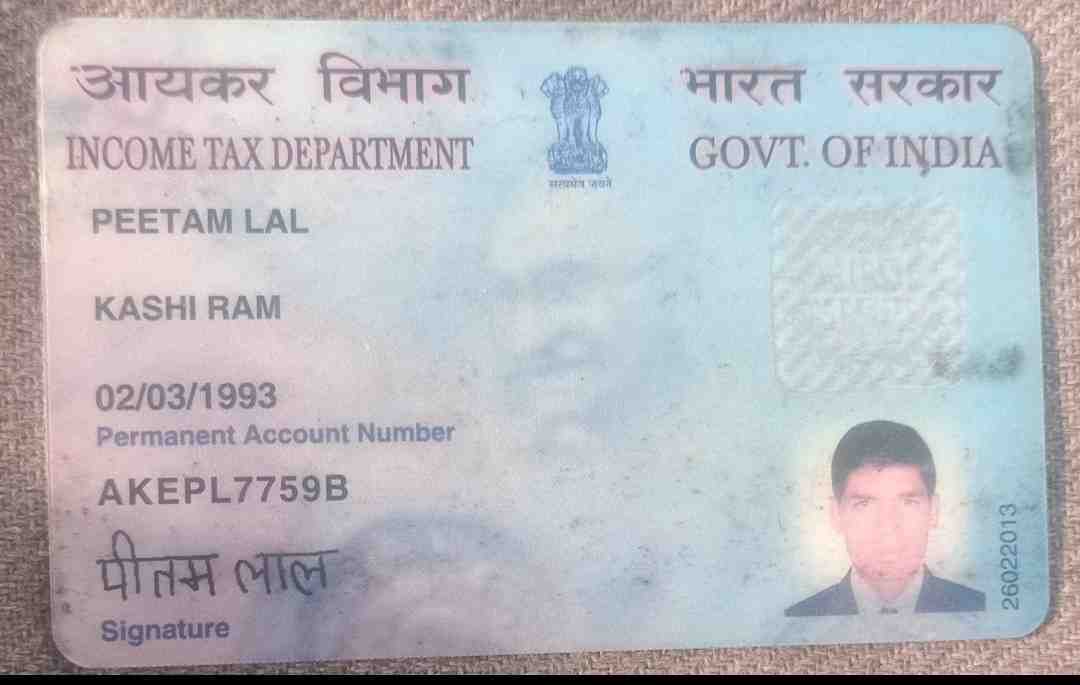 आयकर विभाग
भारत सरकार
INCOME TAX DEPARTMENT
GOVT. OF INDIA
सत्यमेव जयते
PEETAM LAL
KASHI RAM
02/03/1993
Permanent Account Number
AKEPL7759B
पीतम लाल
Signature
26022013